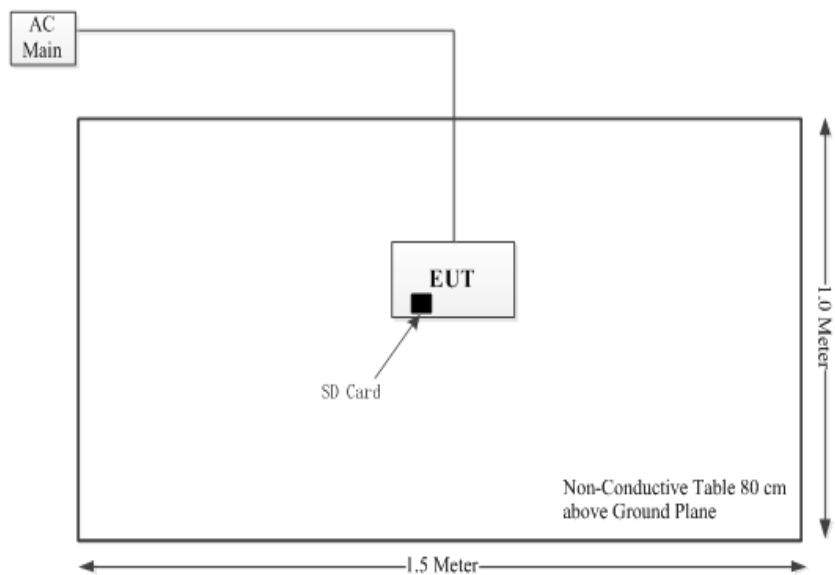 AC
Main
EUT
SD Card
1.0 Meter
Non-Conductive Table 80 cm
above Ground Plane
1.5 Meter